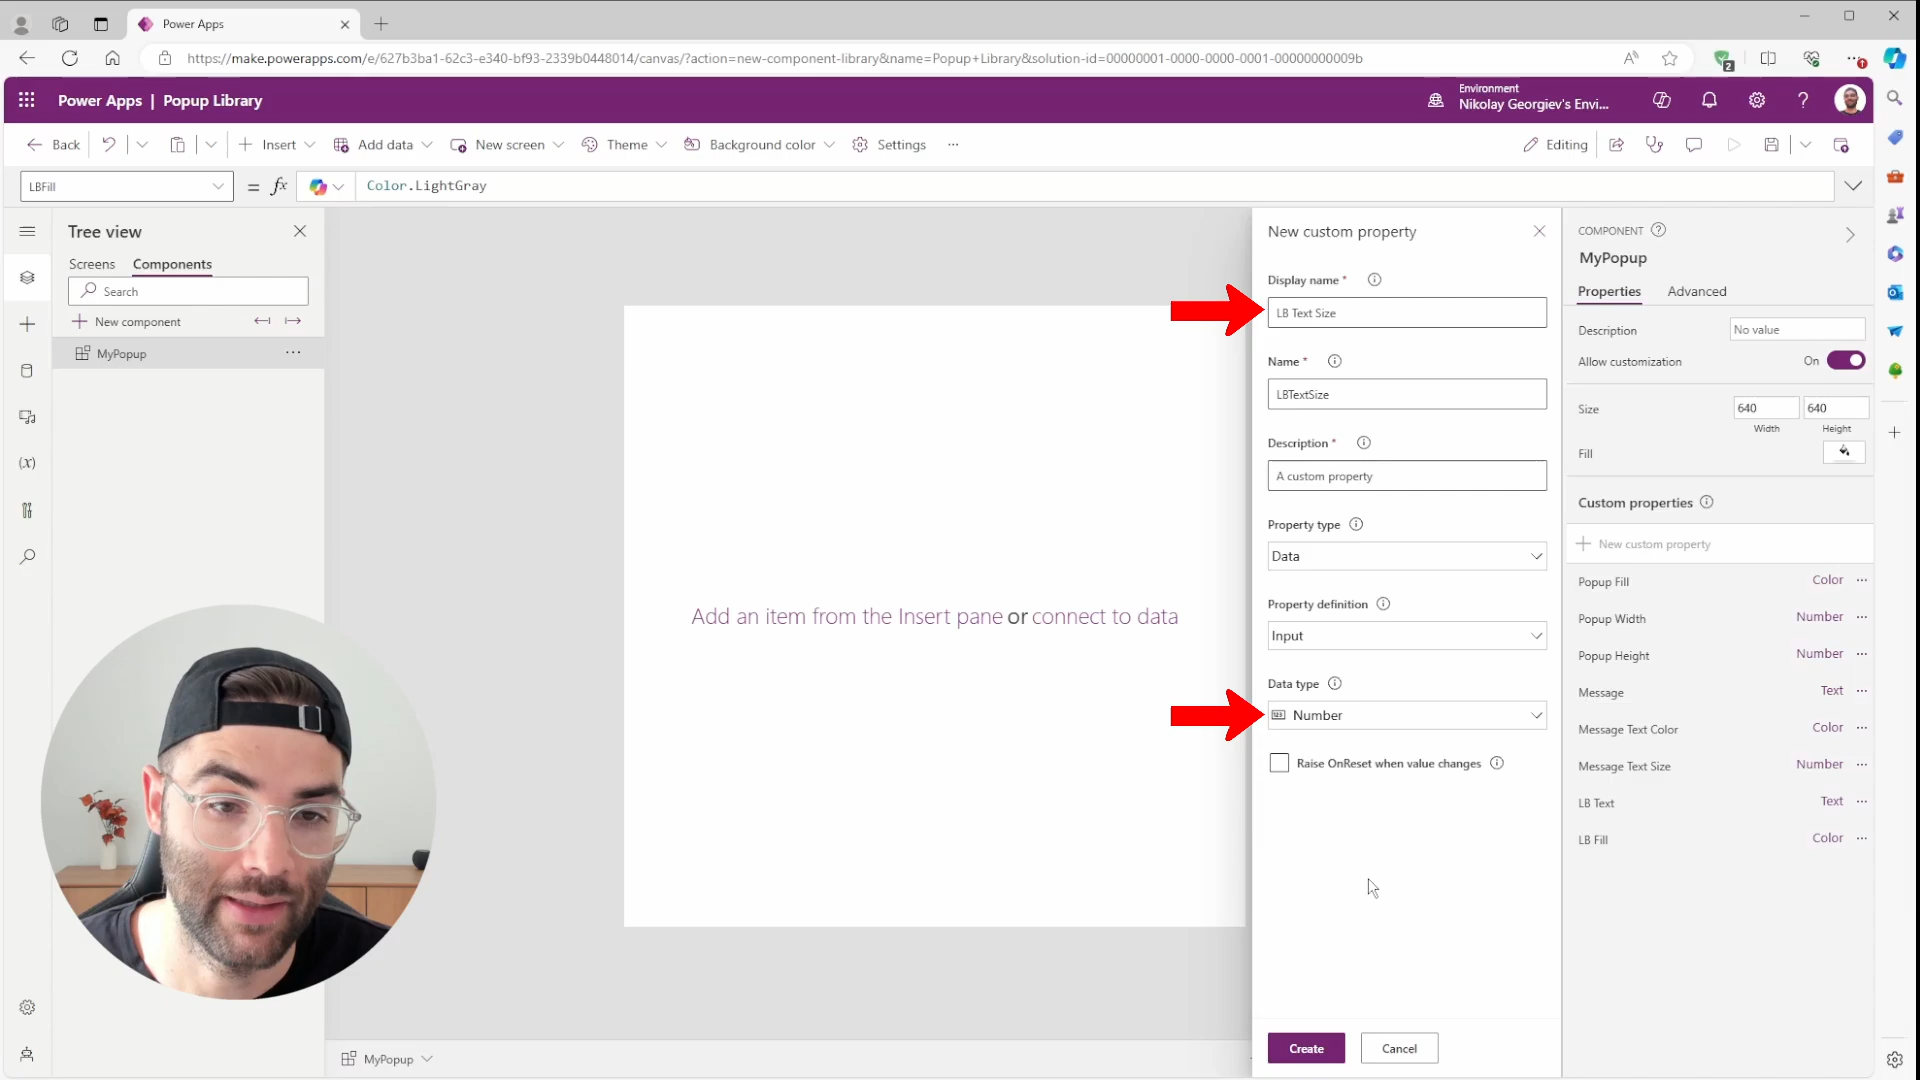 Power Apps
https://make.powerapps.com/e/627b3ba1-62c3-e340-bf93-2339b0448014/canvas/?action=new-component-library&name=Popup+Library&solution-id=00000001-0000-0000-0001-00000000009b
2
Power Apps | Popup Library
Environment
Nikolay Georgiev's Envi...
?
Back
Insert
Add data
New screen
Theme
Background color
Settings
...
Editing
LBFill
= fx
Color.LightGray
Tree view
Screens
Components
Search
New component
MyPopup
...
(x)
Add an item from the Insert pane or connect to data
MyPopup
New custom property
Display name *
LB Text Size
Name *
LBTextSize
Description *
A custom property
Property type
Data
Property definition
Input
Data type
Number
Raise OnReset when value changes
Create
Cancel
COMPONENT
MyPopup
Properties
Advanced
Description
No value
Allow customization
On
Size
640
640
Width
Height
Fill
Custom properties
New custom property
Popup Fill
Color
Popup Width
Number
Popup Height
Number
Message
Text
Message Text Color
Color
Message Text Size
Number
LB Text
Text
LB Fill
Color